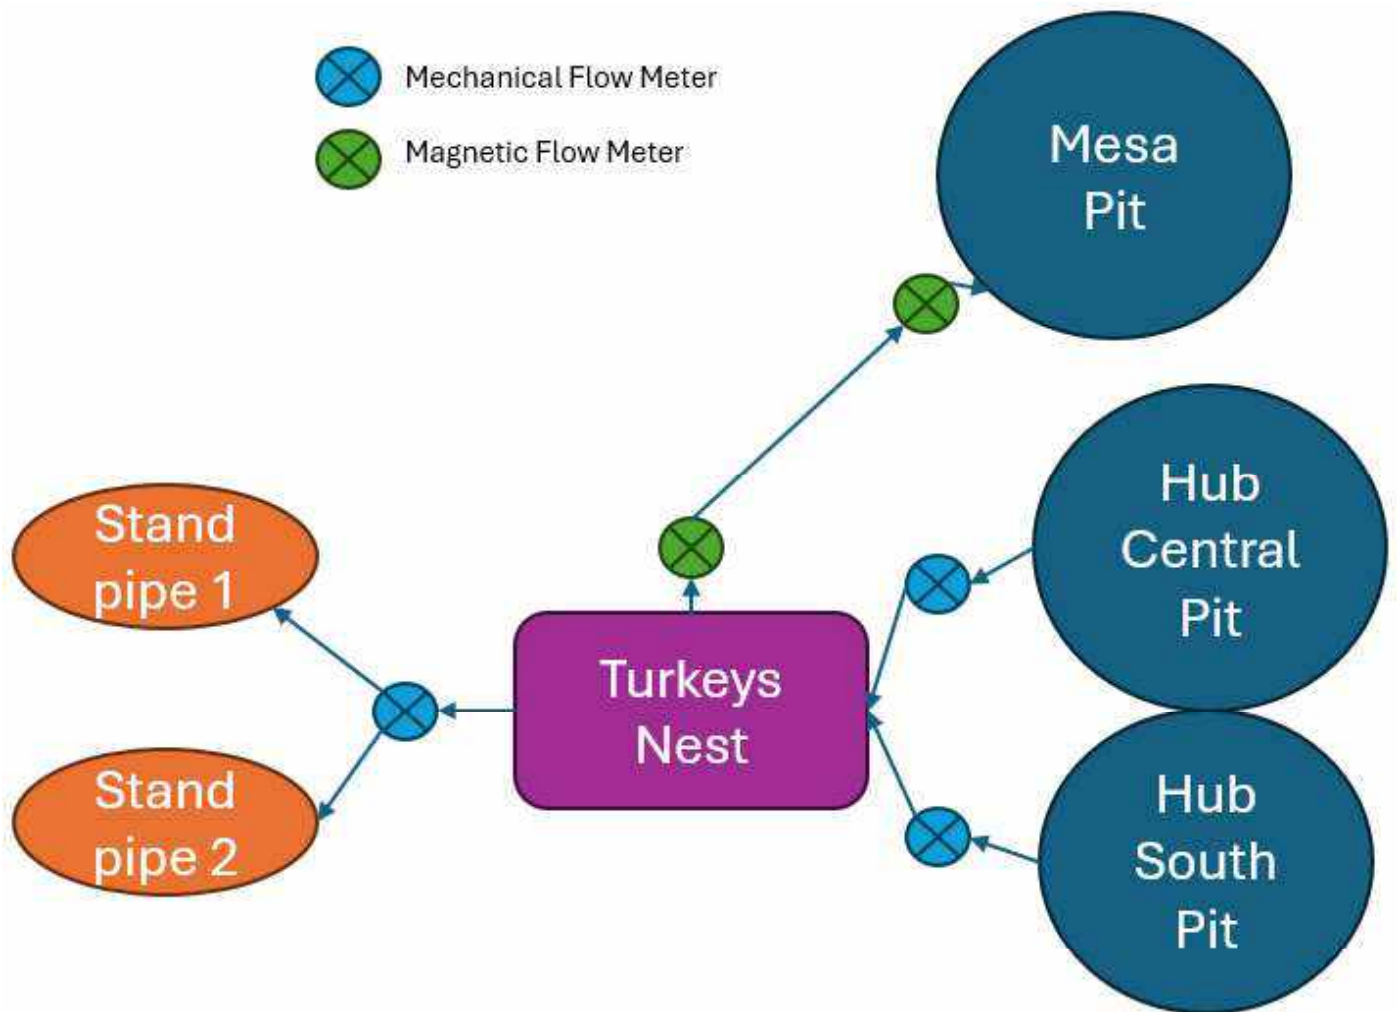 Mechanical Flow Meter
Magnetic Flow Meter
Mesa
Pit
Hub
Central
Pit
Stand
pipe 1
Turkeys
Nest
Stand
pipe 2
Hub
South
Pit